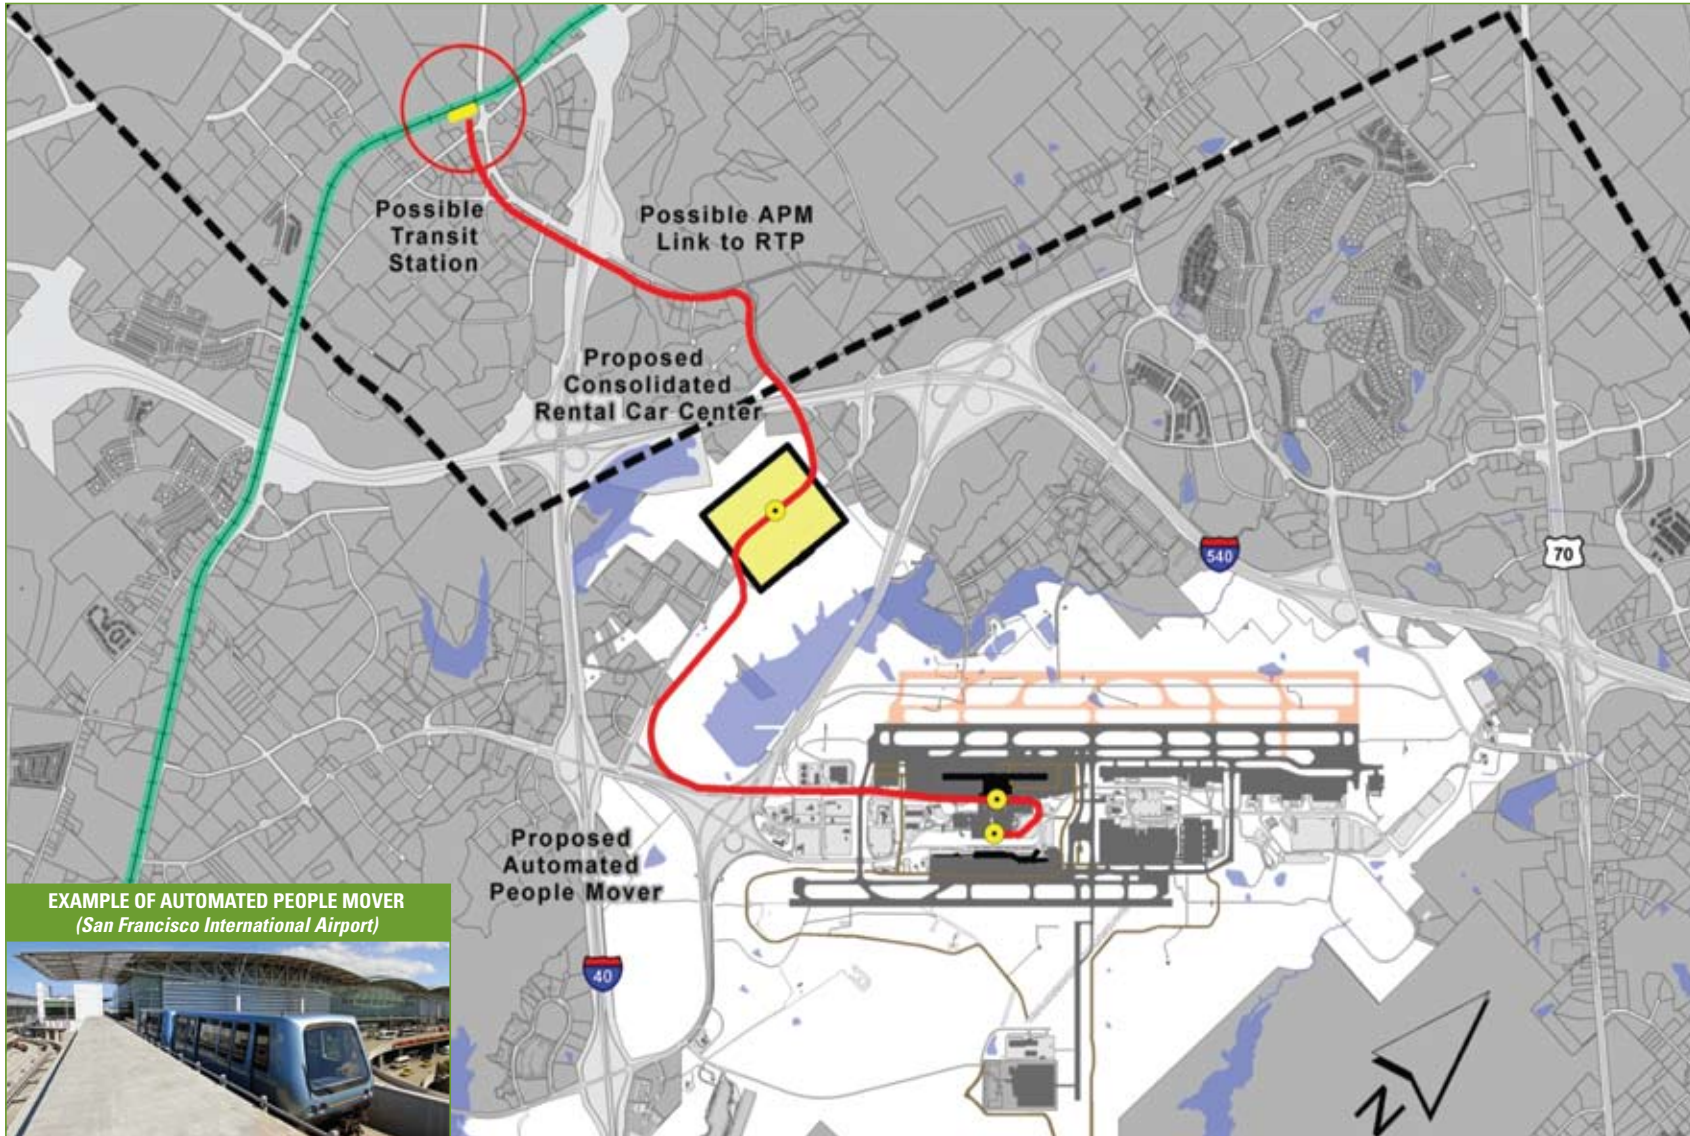 Possible
Transit
Station
Possible APM
Link to RTP
Proposed
Consolidated
Rental Car Center
540
70
Proposed
Automated
People Mover
EXAMPLE OF AUTOMATED PEOPLE MOVER
(San Francisco International Airport)
40
N